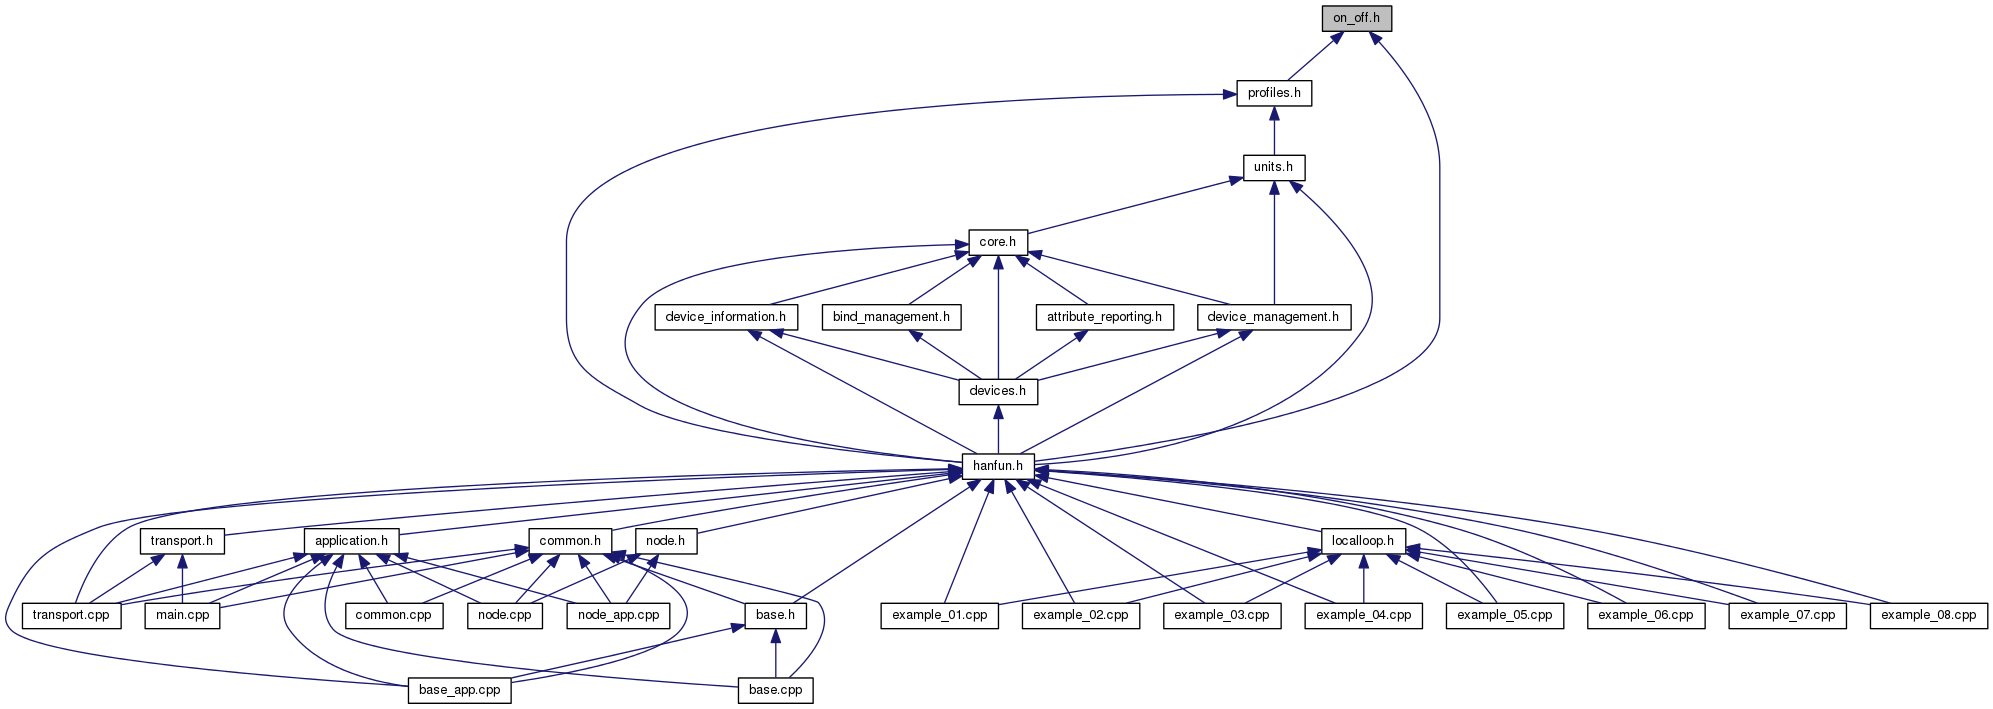 on_off.h
profiles.h
units.h
core.h
device_information.h
bind_management.h
attribute_reporting.h
device_management.h
devices.h
hanfun.h
transport.h
application.h
common.h
node.h
localloop.h
transport.cpp
main.cpp
common.cpp
node.cpp
node_app.cpp
base.h
example_01.cpp
example_02.cpp
example_03.cpp
example_04.cpp
example_05.cpp
example_06.cpp
example_07.cpp
example_08.cpp
base_app.cpp
base.cpp